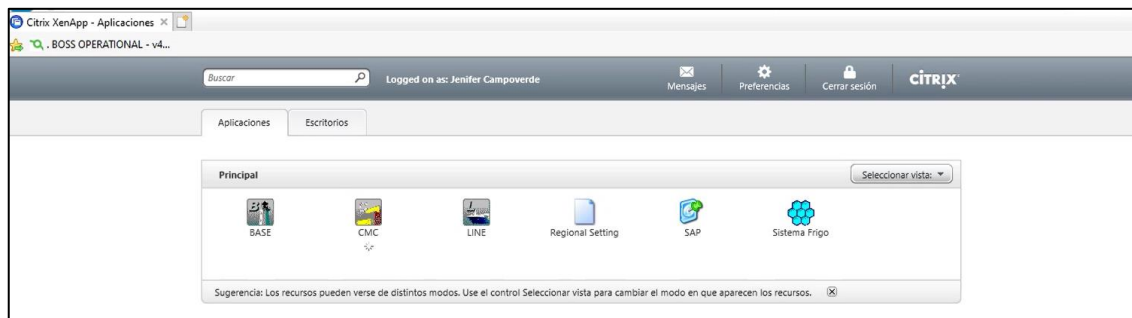 Citrix XenApp - Aplicaciones
. BOSS OPERATIONAL - v4...
Buscar
Logged on as: Jenifer Campoverde
Mensajes
Preferencias
Cerrar sesión
CITRIX
Aplicaciones
Escritorios
Principal
Seleccionar vista:
BASE
CMC
LINE
Regional Setting
SAP
Sistema Frigo
Sugerencia: Los recursos pueden verse de distintos modos. Use el control Seleccionar vista para cambiar el modo en que aparecen los recursos.